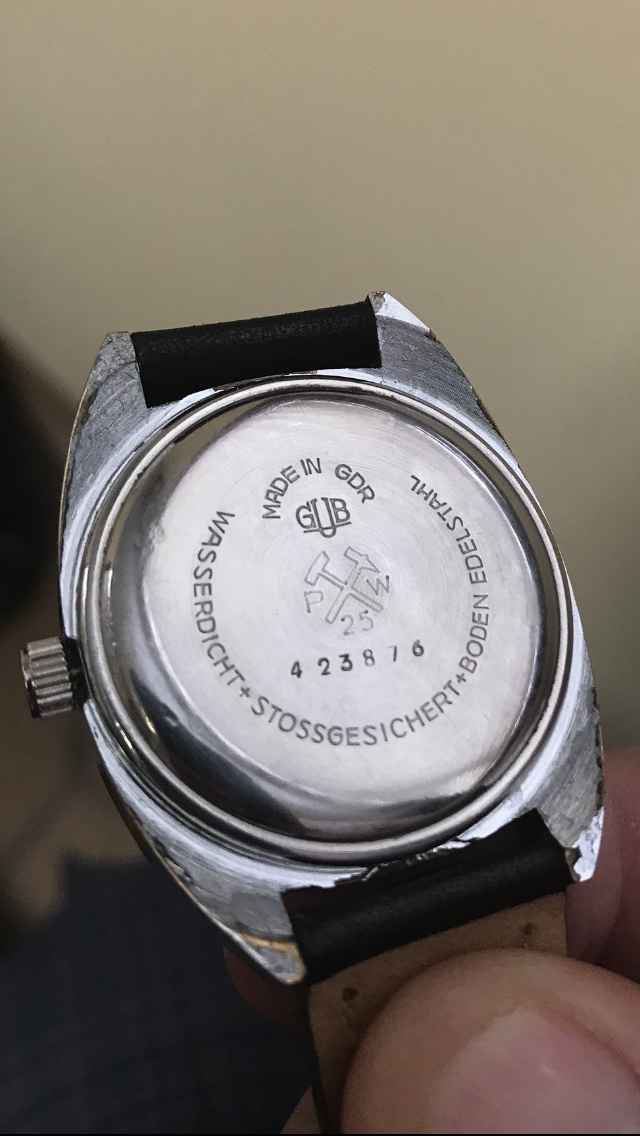 MADE IN GDR
GUB
P W
25
423876
WASSERDICHT + STOSSGESICHERT + BODEN EDELSTAHL